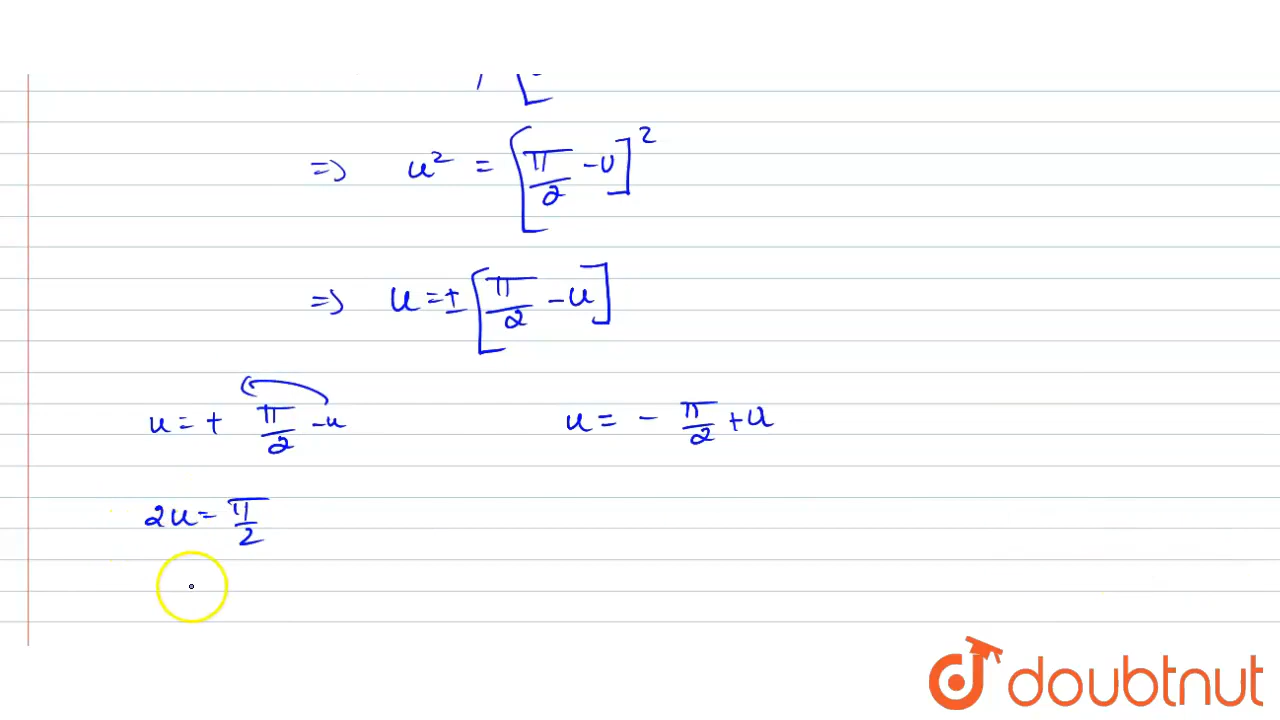 => u² = [π/2 - u]²
=> u = ± [π/2 - u]
u = + π/2 - u
u = - π/2 + u
2u = π/2
doubtnut